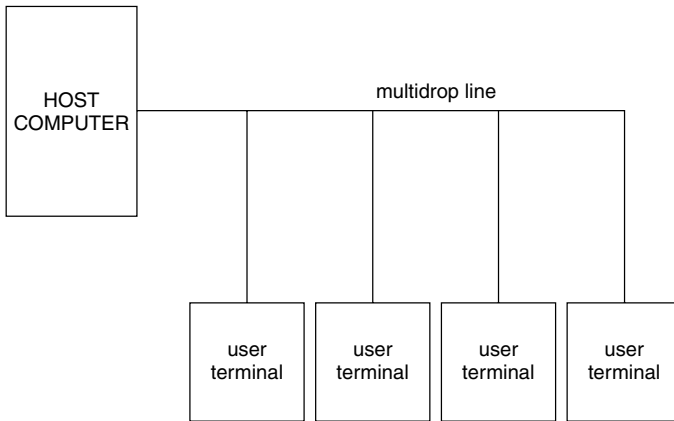 HOST
COMPUTER
multidrop line
user
terminal
user
terminal
user
terminal
user
terminal